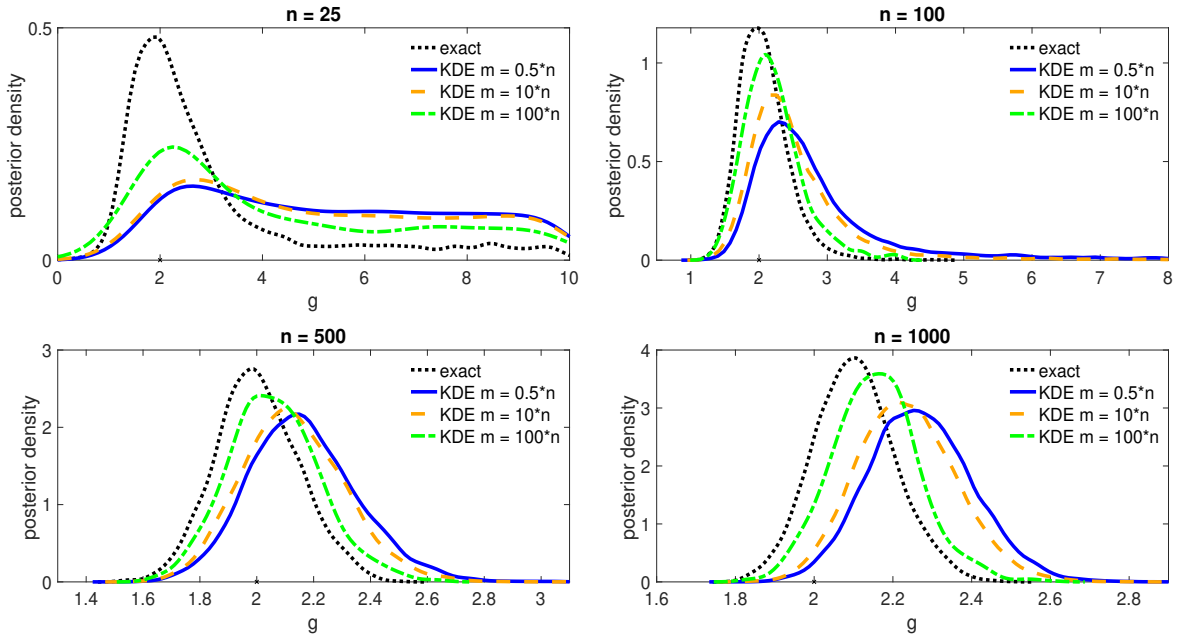 n = 25
0.5
0
posterior density
exact
KDE m = 0.5*n
KDE m = 10*n
KDE m = 100*n
0 2 4 6 8 10
g
n = 100
1
0.5
0
posterior density
exact
KDE m = 0.5*n
KDE m = 10*n
KDE m = 100*n
1 2 3 4 5 6 7 8
g
n = 500
3
2
1
0
posterior density
exact
KDE m = 0.5*n
KDE m = 10*n
KDE m = 100*n
1.4 1.6 1.8 2 2.2 2.4 2.6 2.8 3
g
n = 1000
4
3
2
1
0
posterior density
exact
KDE m = 0.5*n
KDE m = 10*n
KDE m = 100*n
1.6 1.8 2 2.2 2.4 2.6 2.8
g